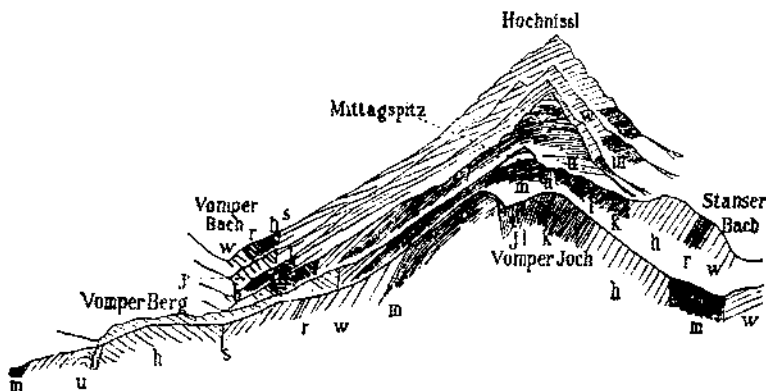 Hochnissl
Mittagspitz
w
m
u
Vomper
Bach
h s
w r
m u
l
k
Stanser
Bach
h
r
w
j
Vomper Berg
j l k
Vomper Joch
h
m
w
m
r w
s
h
m u